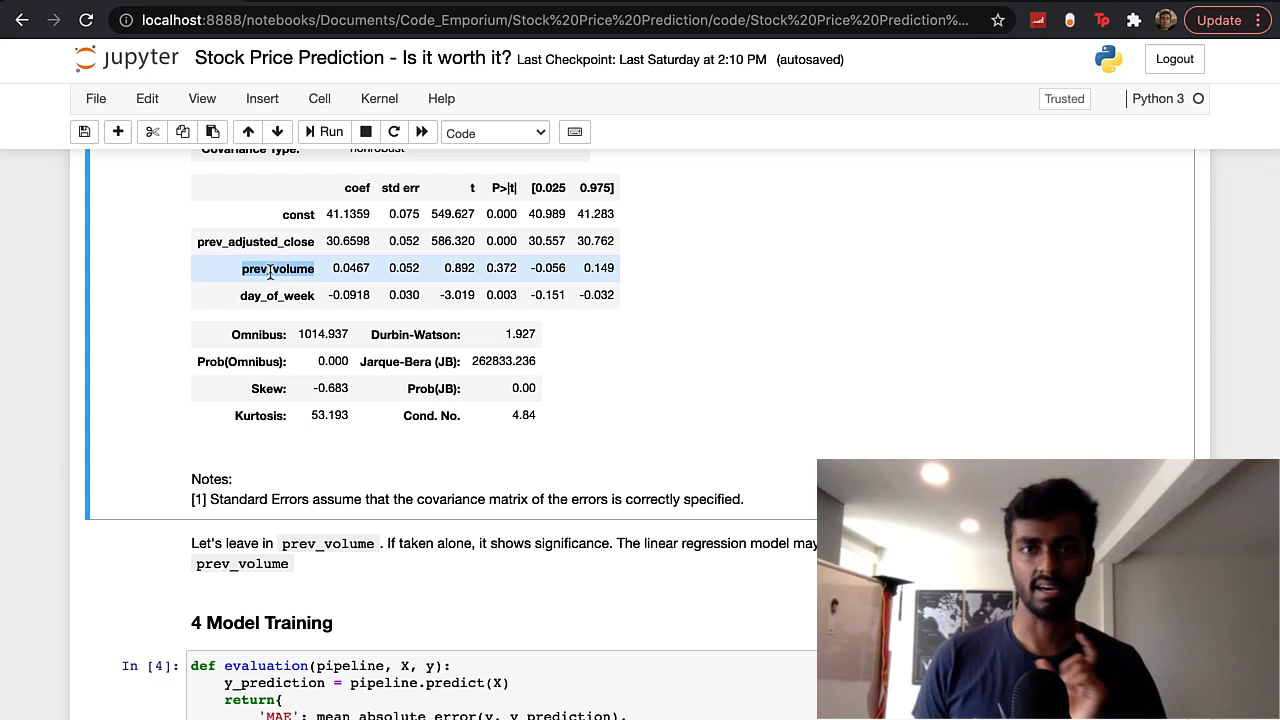 localhost:8888/notebooks/Documents/Code_Emporium/Stock%20Price%20Prediction/code/Stock%20Price%20Prediction%...
Update
jupyter Stock Price Prediction - Is it worth it? Last Checkpoint: Last Saturday at 2:10 PM (autosaved)
Logout
File Edit View Insert Cell Kernel Help
Trusted Python 3
Run Code
Covariance Type: nonrobust
coef std err t P>|t| [0.025 0.975]
const 41.1359 0.075 549.627 0.000 40.989 41.283
prev_adjusted_close 30.6598 0.052 586.320 0.000 30.557 30.762
prev_volume 0.0467 0.052 0.892 0.372 -0.056 0.149
day_of_week -0.0918 0.030 -3.019 0.003 -0.151 -0.032
Omnibus: 1014.937 Durbin-Watson: 1.927
Prob(Omnibus): 0.000 Jarque-Bera (JB): 262833.236
Skew: -0.683 Prob(JB): 0.00
Kurtosis: 53.193 Cond. No. 4.84
Notes:
[1] Standard Errors assume that the covariance matrix of the errors is correctly specified.
Let's leave in prev_volume . If taken alone, it shows significance. The linear regression model may
prev_volume
4 Model Training
In [4]: def evaluation(pipeline, X, y):
y_prediction = pipeline.predict(X)
return{
'MAE': mean_absolute_error(y, y_prediction),